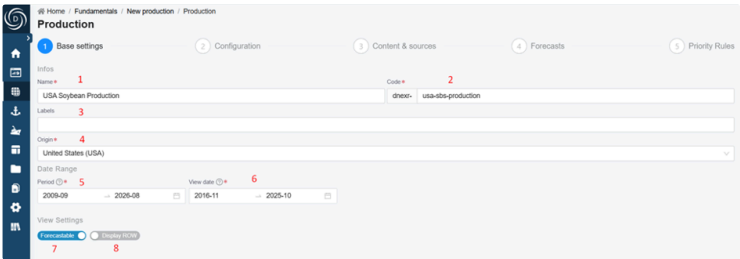 Home / Fundamentals / New production / Production
Production
1 Base settings 2 Configuration 3 Content & sources 4 Forecasts 5 Priority Rules
Infos
Name* 1 Code* 2
USA Soybean Production dnexr- usa-sbs-production
Labels 3
Origin* 4
United States (USA)
Date Range
Period ?* 5 View date ?* 6
2009-09 → 2026-08 2016-11 → 2025-10
View Settings
Forecastable Display ROW
7 8